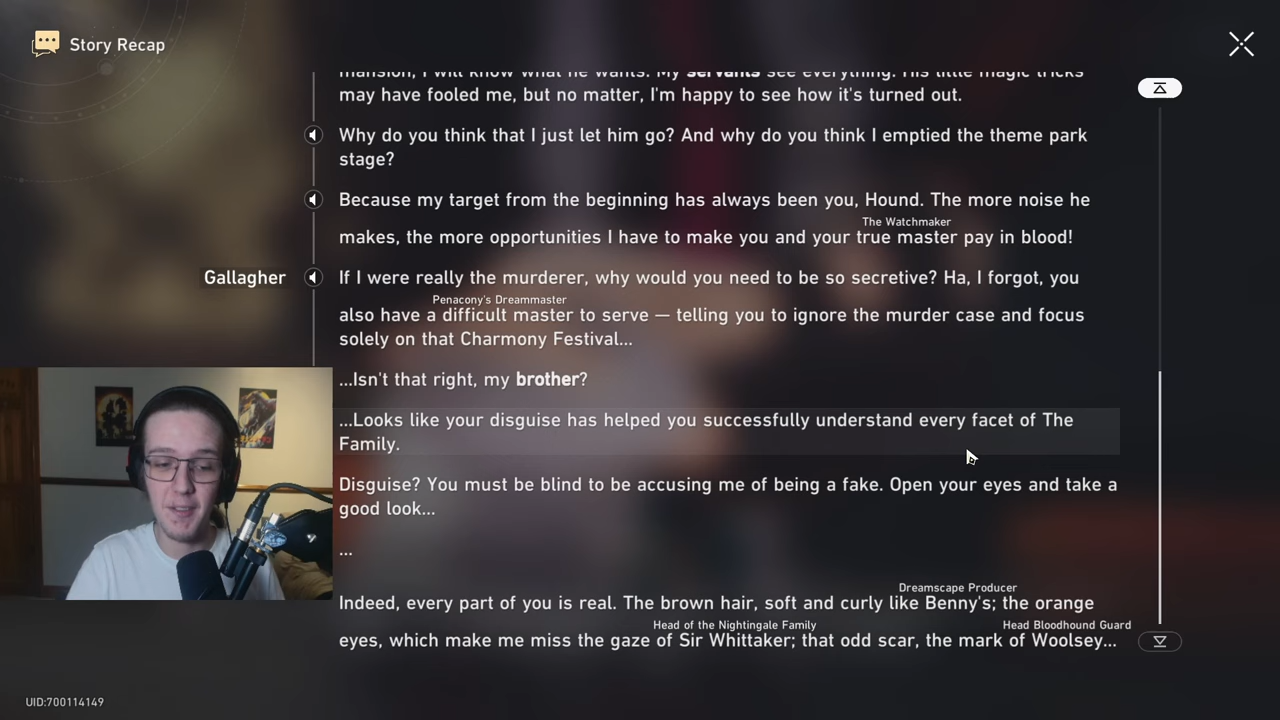 Story Recap
mansion, I will know what he wants. My servants see everything. His little magic tricks
may have fooled me, but no matter, I'm happy to see how it's turned out.
Why do you think that I just let him go? And why do you think I emptied the theme park
stage?
Because my target from the beginning has always been you, Hound. The more noise he
The Watchmaker
makes, the more opportunities I have to make you and your true master pay in blood!
Gallagher
If I were really the murderer, why would you need to be so secretive? Ha, I forgot, you
Penacony's Dreammaster
also have a difficult master to serve — telling you to ignore the murder case and focus
solely on that Charmony Festival...
...Isn't that right, my brother?
...Looks like your disguise has helped you successfully understand every facet of The
Family.
Disguise? You must be blind to be accusing me of being a fake. Open your eyes and take a
good look...
...
Dreamscape Producer
Indeed, every part of you is real. The brown hair, soft and curly like Benny's; the orange
Head of the Nightingale Family Head Bloodhound Guard
eyes, which make me miss the gaze of Sir Whittaker; that odd scar, the mark of Woolsey...
UID:700114149